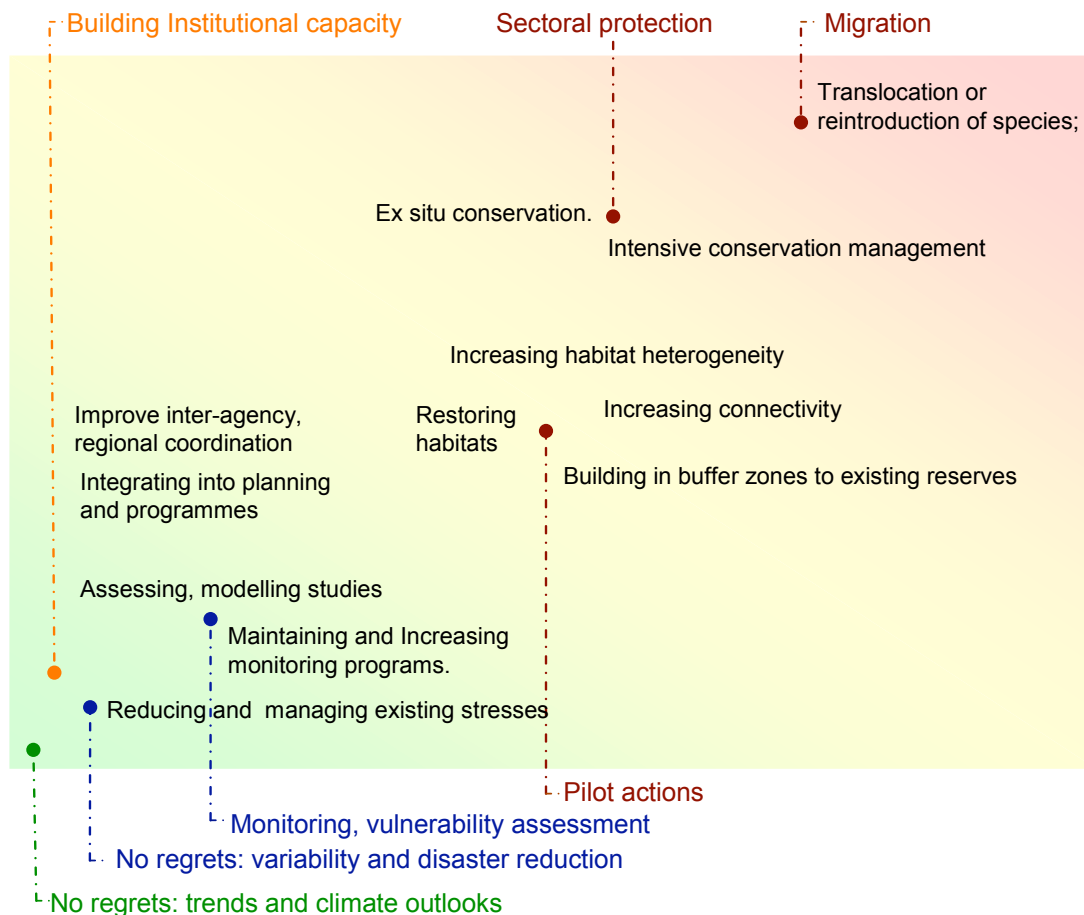 Building Institutional capacity
Sectoral protection
Migration
Translocation or
reintroduction of species;
Ex situ conservation.
Intensive conservation management
Increasing habitat heterogeneity
Improve inter-agency,
regional coordination
Restoring
habitats
Increasing connectivity
Integrating into planning
and programmes
Building in buffer zones to existing reserves
Assessing, modelling studies
Maintaining and Increasing
monitoring programs.
Reducing and  managing existing stresses
Pilot actions
Monitoring, vulnerability assessment
No regrets: variability and disaster reduction
No regrets: trends and climate outlooks